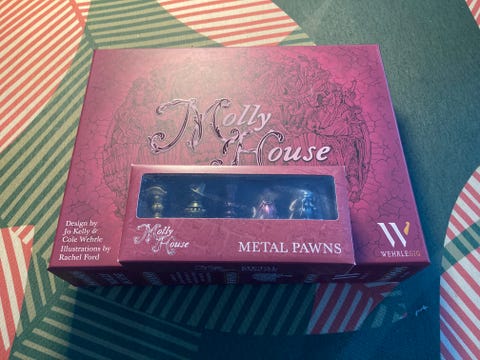 Molly
House
Design by
Jo Kelly &
Cole Wehrle
Illustrations by
Rachel Ford
Molly
House
METAL PAWNS
W
WEHRLEGIG